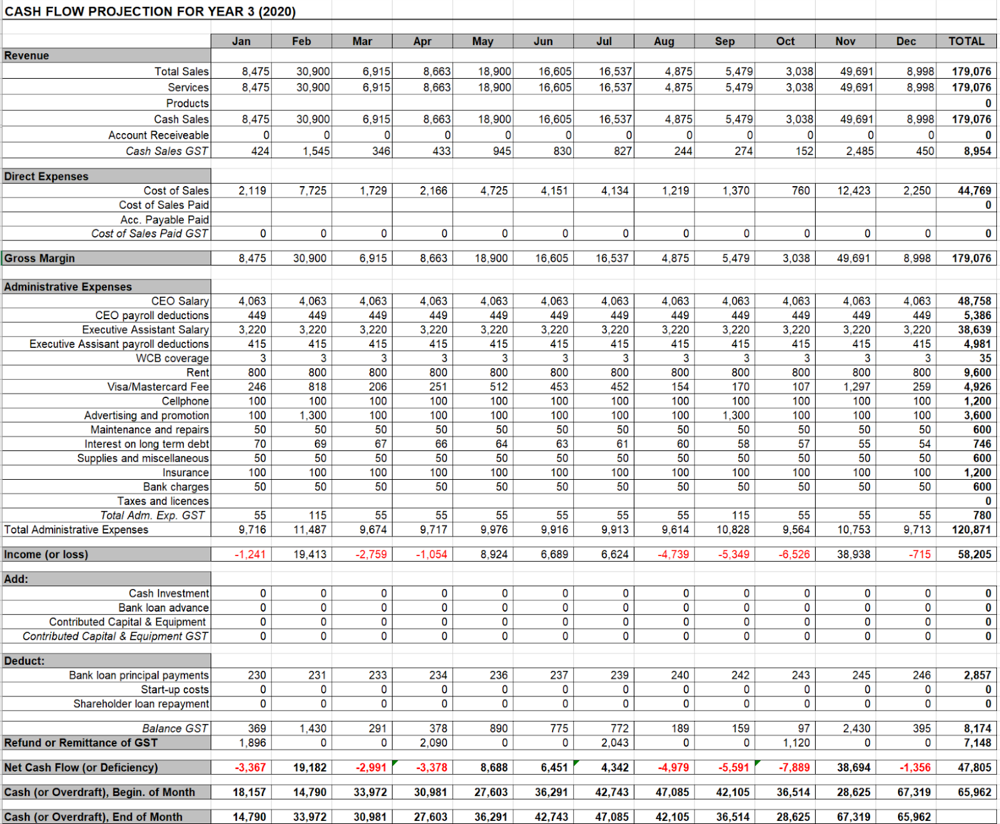 CASH FLOW PROJECTION FOR YEAR 3 (2020)
Jan Feb Mar Apr May Jun Jul Aug Sep Oct Nov Dec TOTAL
Revenue
Total Sales 8,475 30,900 6,915 8,663 18,900 16,605 16,537 4,875 5,479 3,038 49,691 8,998 179,076
Services 8,475 30,900 6,915 8,663 18,900 16,605 16,537 4,875 5,479 3,038 49,691 8,998 179,076
Products 0
Cash Sales 8,475 30,900 6,915 8,663 18,900 16,605 16,537 4,875 5,479 3,038 49,691 8,998 179,076
Account Receiveable 0 0 0 0 0 0 0 0 0 0 0 0 0
Cash Sales GST 424 1,545 346 433 945 830 827 244 274 152 2,485 450 8,954
Direct Expenses
Cost of Sales 2,119 7,725 1,729 2,166 4,725 4,151 4,134 1,219 1,370 760 12,423 2,250 44,769
Cost of Sales Paid 0
Acc. Payable Paid
Cost of Sales Paid GST 0 0 0 0 0 0 0 0 0 0 0 0 0
Gross Margin 8,475 30,900 6,915 8,663 18,900 16,605 16,537 4,875 5,479 3,038 49,691 8,998 179,076
Administrative Expenses
CEO Salary 4,063 4,063 4,063 4,063 4,063 4,063 4,063 4,063 4,063 4,063 4,063 4,063 48,758
CEO payroll deductions 449 449 449 449 449 449 449 449 449 449 449 449 5,386
Executive Assistant Salary 3,220 3,220 3,220 3,220 3,220 3,220 3,220 3,220 3,220 3,220 3,220 3,220 38,639
Executive Assisant payroll deductions 415 415 415 415 415 415 415 415 415 415 415 415 4,981
WCB coverage 3 3 3 3 3 3 3 3 3 3 3 3 35
Rent 800 800 800 800 800 800 800 800 800 800 800 800 9,600
Visa/Mastercard Fee 246 818 206 251 512 453 452 154 170 107 1,297 259 4,926
Cellphone 100 100 100 100 100 100 100 100 100 100 100 100 1,200
Advertising and promotion 100 1,300 100 100 100 100 100 100 1,300 100 100 100 3,600
Maintenance and repairs 50 50 50 50 50 50 50 50 50 50 50 50 600
Interest on long term debt 70 69 67 66 64 63 61 60 58 57 55 54 746
Supplies and miscellaneous 50 50 50 50 50 50 50 50 50 50 50 50 600
Insurance 100 100 100 100 100 100 100 100 100 100 100 100 1,200
Bank charges 50 50 50 50 50 50 50 50 50 50 50 50 600
Taxes and licences 0
Total Adm. Exp. GST 55 115 55 55 55 55 55 55 115 55 55 55 780
Total Administrative Expenses 9,716 11,487 9,674 9,717 9,976 9,916 9,913 9,614 10,828 9,564 10,753 9,713 120,871
Income (or loss) -1,241 19,413 -2,759 -1,054 8,924 6,689 6,624 -4,739 -5,349 -6,526 38,938 -715 58,205
Add:
Cash Investment 0 0 0 0 0 0 0 0 0 0 0 0 0
Bank loan advance 0 0 0 0 0 0 0 0 0 0 0 0 0
Contributed Capital & Equipment 0 0 0 0 0 0 0 0 0 0 0 0 0
Contributed Capital & Equipment GST 0 0 0 0 0 0 0 0 0 0 0 0 0
Deduct:
Bank loan principal payments 230 231 233 234 236 237 239 240 242 243 245 246 2,857
Start-up costs 0 0 0 0 0 0 0 0 0 0 0 0 0
Shareholder loan repayment 0 0 0 0 0 0 0 0 0 0 0 0 0
Balance GST 369 1,430 291 378 890 775 772 189 159 97 2,430 395 8,174
Refund or Remittance of GST 1,896 0 0 2,090 0 0 2,043 0 0 1,120 0 0 7,148
Net Cash Flow (or Deficiency) -3,367 19,182 -2,991 -3,378 8,688 6,451 4,342 -4,979 -5,591 -7,889 38,694 -1,356 47,805
Cash (or Overdraft), Begin. of Month 18,157 14,790 33,972 30,981 27,603 36,291 42,743 47,085 42,105 36,514 28,625 67,319 65,962
Cash (or Overdraft), End of Month 14,790 33,972 30,981 27,603 36,291 42,743 47,085 42,105 36,514 28,625 67,319 65,962